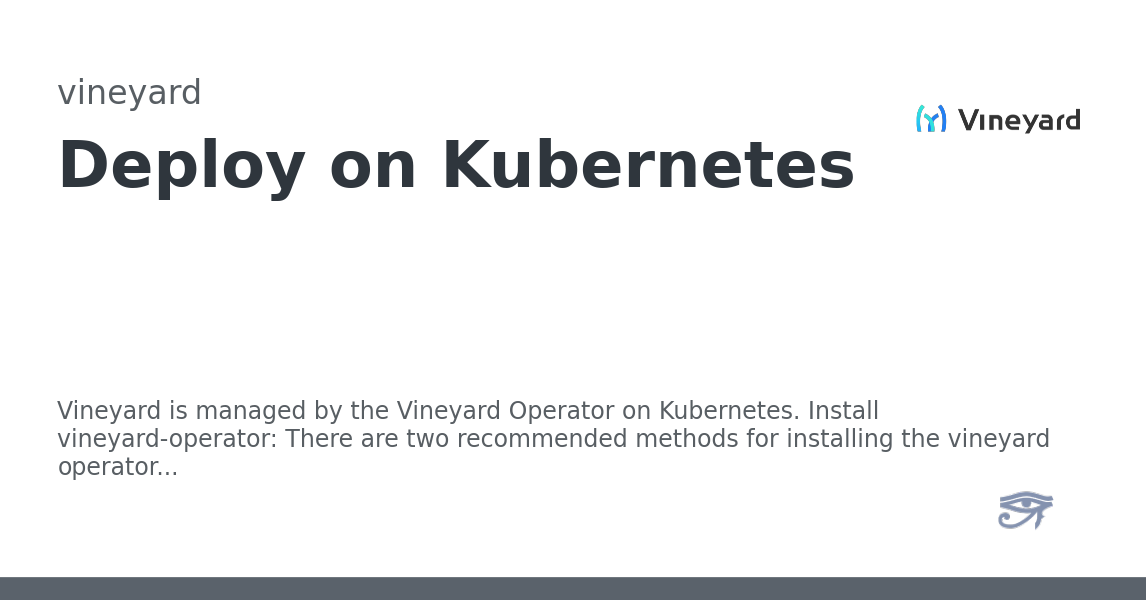 vineyard
Vineyard
Deploy on Kubernetes
Vineyard is managed by the Vineyard Operator on Kubernetes. Install
vineyard-operator: There are two recommended methods for installing the vineyard
operator...